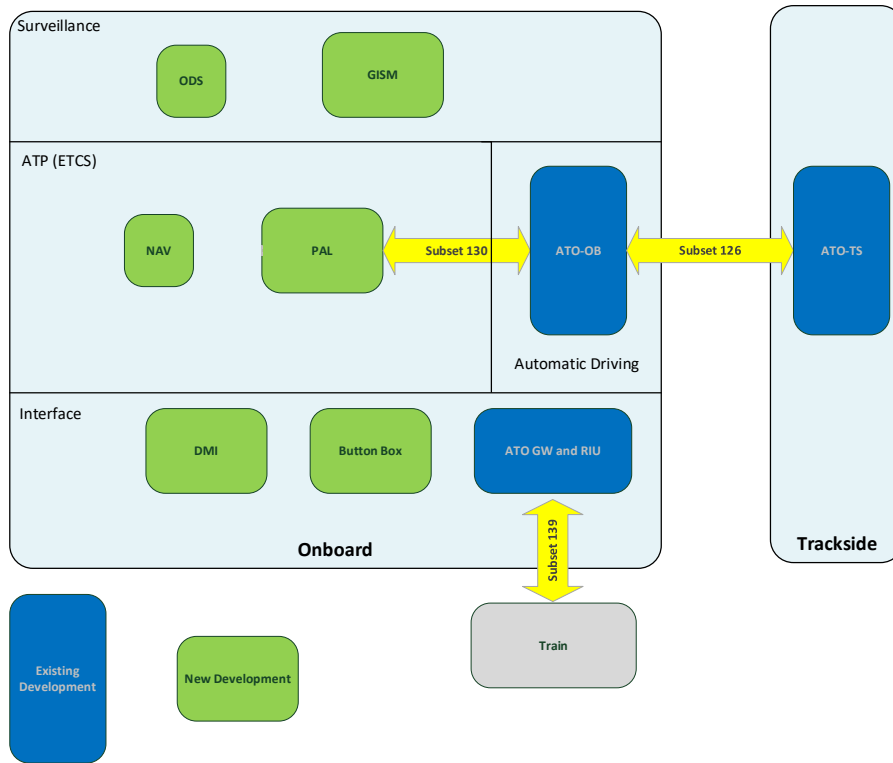 Surveillance
ODS
GISM
ATP (ETCS)
NAV
PAL
Subset 130
ATO-OB
Subset 126
ATO-TS
Automatic Driving
Interface
DMI
Button Box
ATO GW and RIU
Onboard
Trackside
Subset 139
Train
Existing
Development
New Development